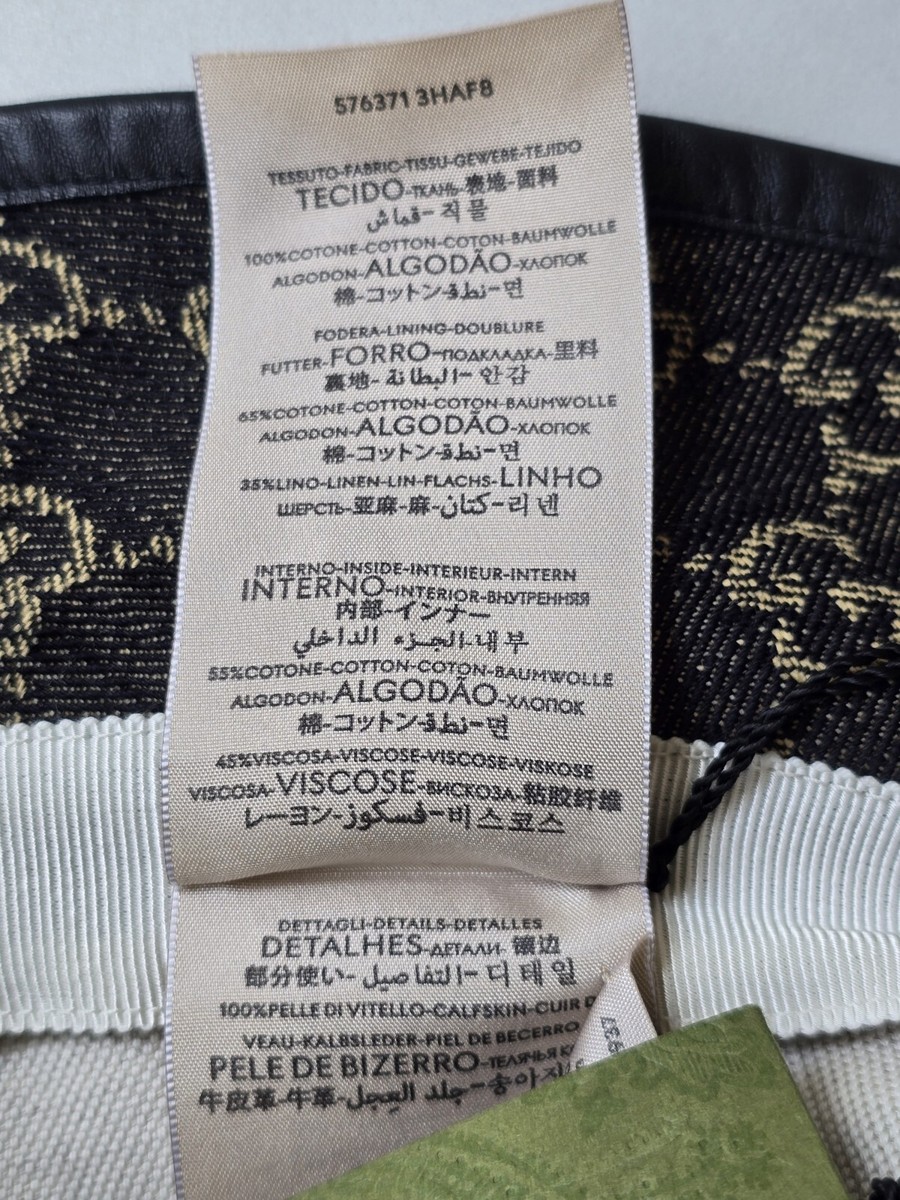 576371 3HAF8
TESSUTO-FABRIC-TISSU-GEWEBE-TEJIDO
TECIDO-ТКАНЬ-表地-面料
قماش-직물
100%COTONE-COTTON-COTON-BAUMWOLLE
ALGODON-ALGODÃO-ХЛОПОК
棉-コットン-نطق-면
FODERA-LINING-DOUBLURE
FUTTER-FORRO-ПОДКЛАДКА-里料
裏地-البطانة-안감
65%COTONE-COTTON-COTON-BAUMWOLLE
ALGODON-ALGODÃO-ХЛОПОК
棉-コットン-نطق-면
35%LINO-LINEN-LIN-FLACHS-LINHO
ШЕРСТЬ-亚麻-麻-كتان-리넨
INTERNO-INSIDE-INTERIEUR-INTERN
INTERNO-INTERIOR-ВНУТРЕННЯЯ
内部-インナー
الجزء الداخلي-내부
55%COTONE-COTTON-COTON-BAUMWOLLE
ALGODON-ALGODÃO-ХЛОПОК
棉-コットン-نطق-면
45%VISCOSA-VISCOSE-VISCOSE-VISKOSE
VISCOSA-VISCOSE-ВИСКОЗА-粘胶纤维
レーヨン-فسكوز-비스코스
DETTAGLI-DETAILS-DETALLES
DETALHES-ДЕТАЛИ-镶边
部分使い-التفاصيل-디테일
100%PELLE DI VITELLO-CALFSKIN-CUIR D
VEAU-KALBSLEDER-PIEL DE BECERRO
PELE DE BIZERRO-ТЕЛЯЧЬЯ К
牛皮革-牛革-جلد العجل-송아지